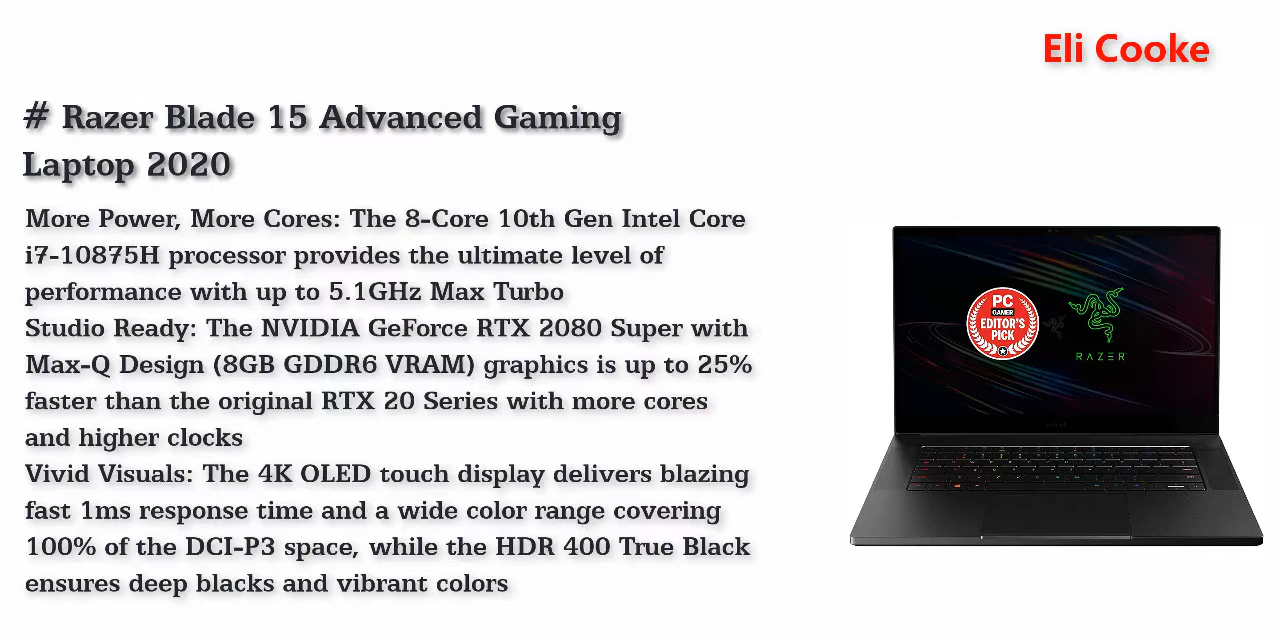 Eli Cooke
# Razer Blade 15 Advanced Gaming
Laptop 2020
More Power, More Cores: The 8-Core 10th Gen Intel Core
i7-10875H processor provides the ultimate level of
performance with up to 5.1GHz Max Turbo
Studio Ready: The NVIDIA GeForce RTX 2080 Super with
Max-Q Design (8GB GDDR6 VRAM) graphics is up to 25%
faster than the original RTX 20 Series with more cores
and higher clocks
Vivid Visuals: The 4K OLED touch display delivers blazing
fast 1ms response time and a wide color range covering
100% of the DCI-P3 space, while the HDR 400 True Black
ensures deep blacks and vibrant colors
PC
GAMER
EDITOR'S
PICK
RAZER